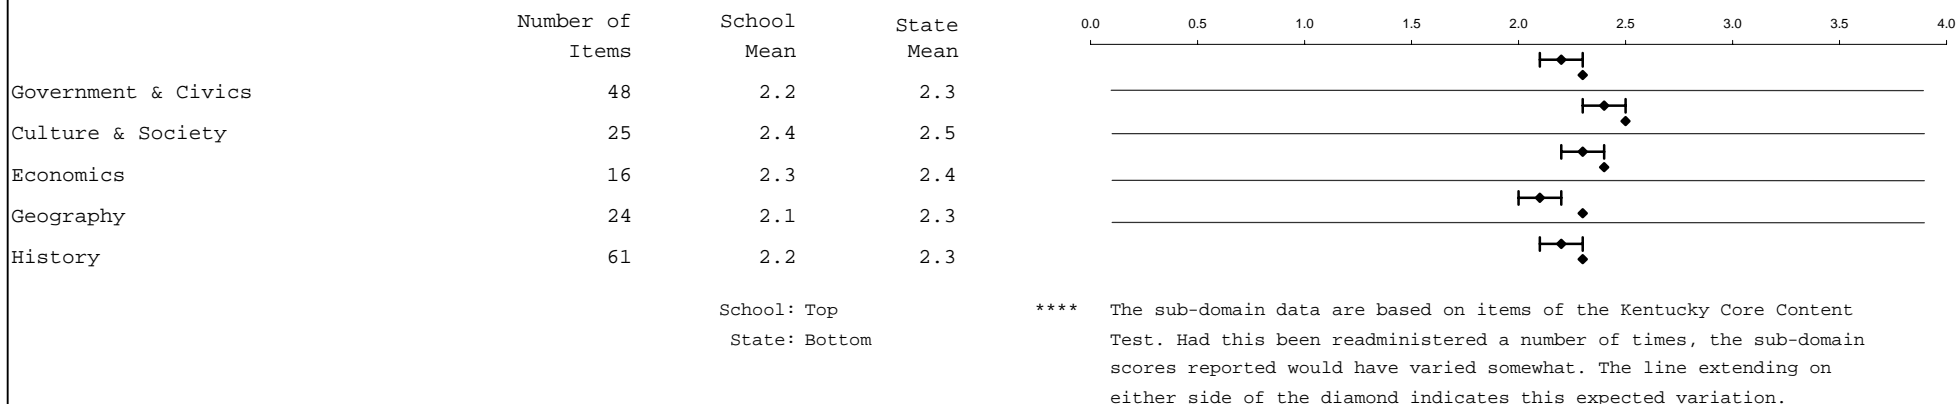 Number of School State 0.0 0.5 1.0 1.5 2.0 2.5 3.0 3.5 4.0
Items Mean Mean
Government & Civics 48 2.2 2.3
Culture & Society 25 2.4 2.5
Economics 16 2.3 2.4
Geography 24 2.1 2.3
History 61 2.2 2.3
School: Top **** The sub-domain data are based on items of the Kentucky Core Content
State: Bottom Test. Had this been readministered a number of times, the sub-domain
scores reported would have varied somewhat. The line extending on
either side of the diamond indicates this expected variation.